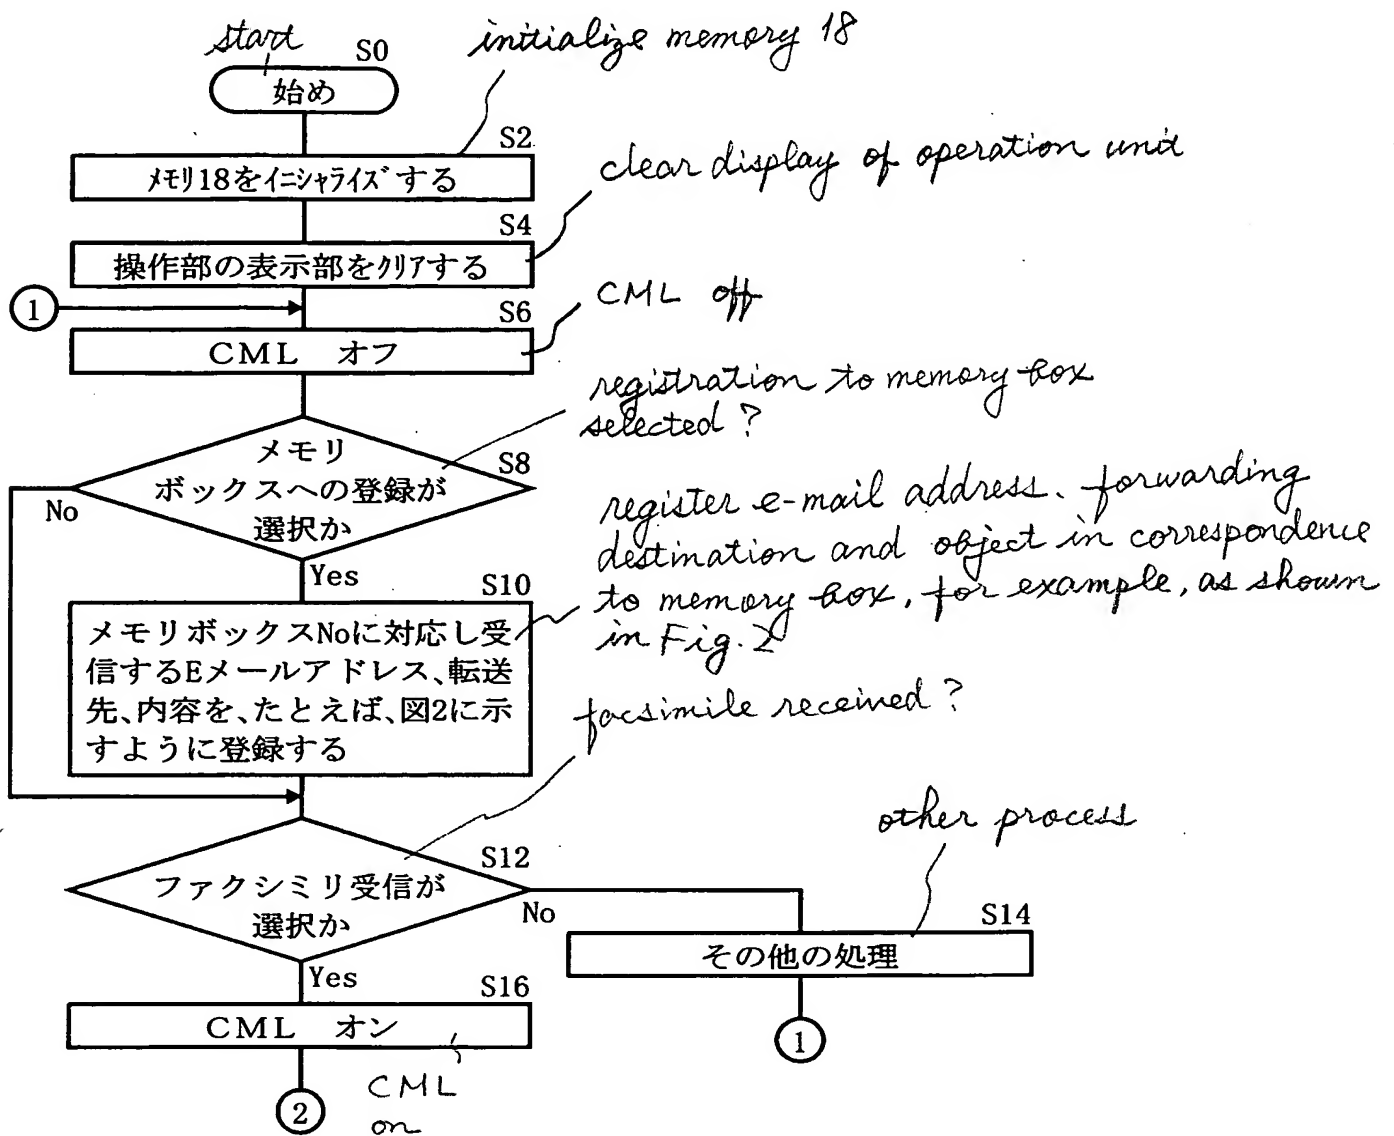 start
S0
initialize memory 18
始め
S2
メモリ18をイニシャライズする
clear display of operation unit
S4
操作部の表示部をクリアする
1
CML off
S6
CML オフ
registration to memory box
selected?
メモリ
ボックスへの登録が
選択か
S8
No
Yes
register e-mail address. forwarding
destination and object in correspondence
to memory box, for example, as shown
in Fig. 2
S10
メモリボックスNoに対応し受
信するEメールアドレス、転送
先、内容を、たとえば、図2に示
すように登録する
facsimile received?
other process
S12
ファクシミリ受信が
選択か
No
S14
その他の処理
Yes
S16
CML オン
1
CML
on
2